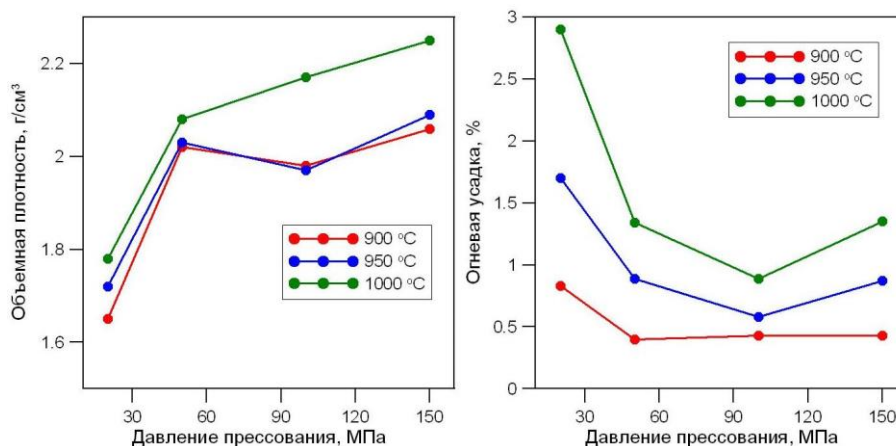 Объемная плотность, г/см³
2.2
2
1.8
1.6
900 °C
950 °C
1000 °C
30 60 90 120 150
Давление прессования, МПа
Огневая усадка, %
3
2.5
2
1.5
1
0.5
0
900 °C
950 °C
1000 °C
30 60 90 120 150
Давление прессования, МПа